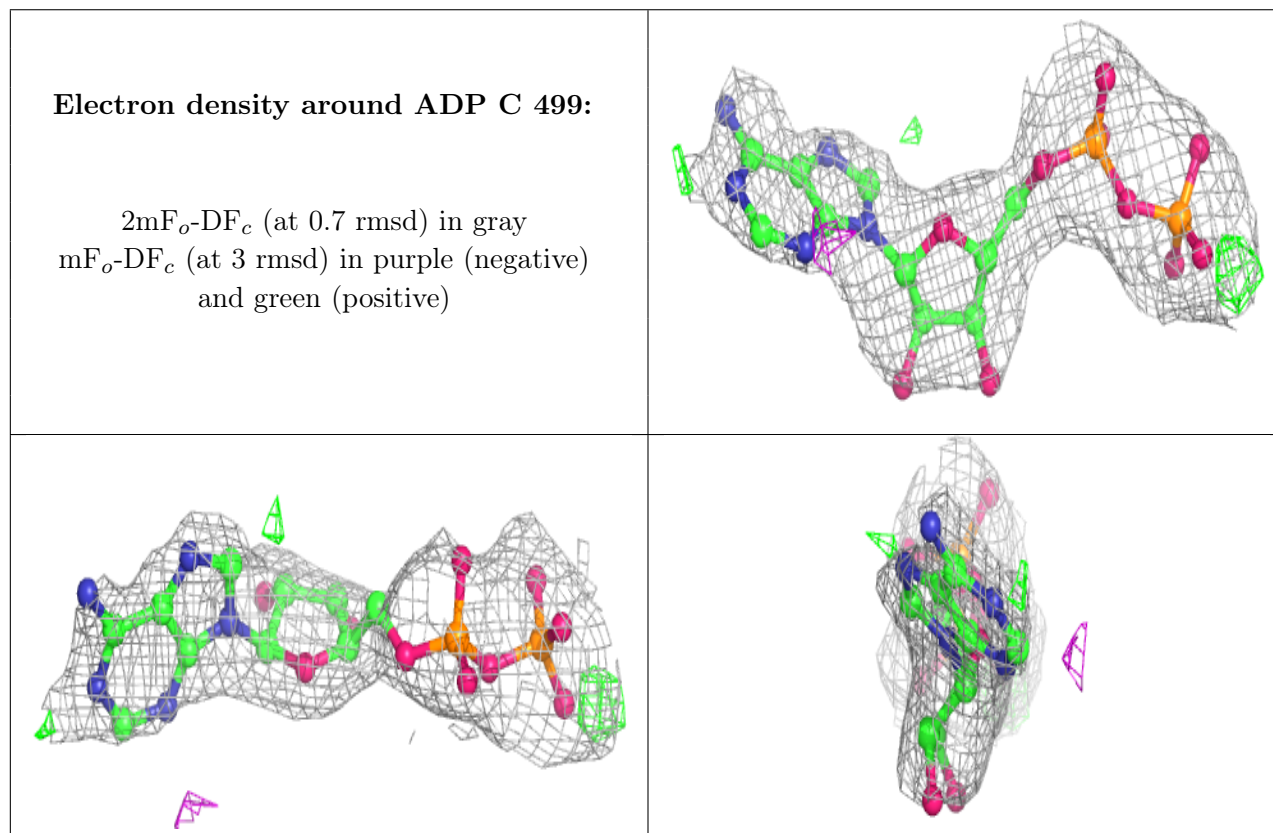 Electron density around ADP C 499:
2mFo-DFc (at 0.7 rmsd) in gray
mFo-DFc (at 3 rmsd) in purple (negative)
and green (positive)